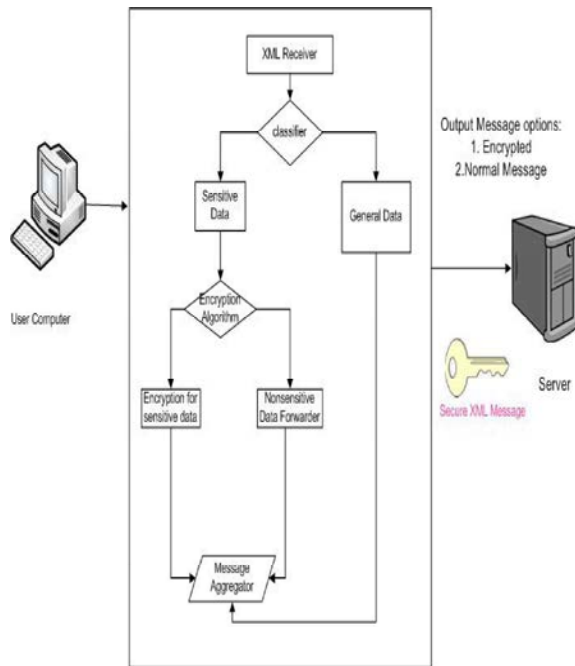 XML Receiver
classifier
Sensitive
Data
General Data
Encryption
Algorithm
Encryption for
sensitive data
Nonsensitive
Data Forwarder
Message
Aggregator
User Computer
Output Message options:
1. Encrypted
2.Normal Message
Server
Secure XML Message